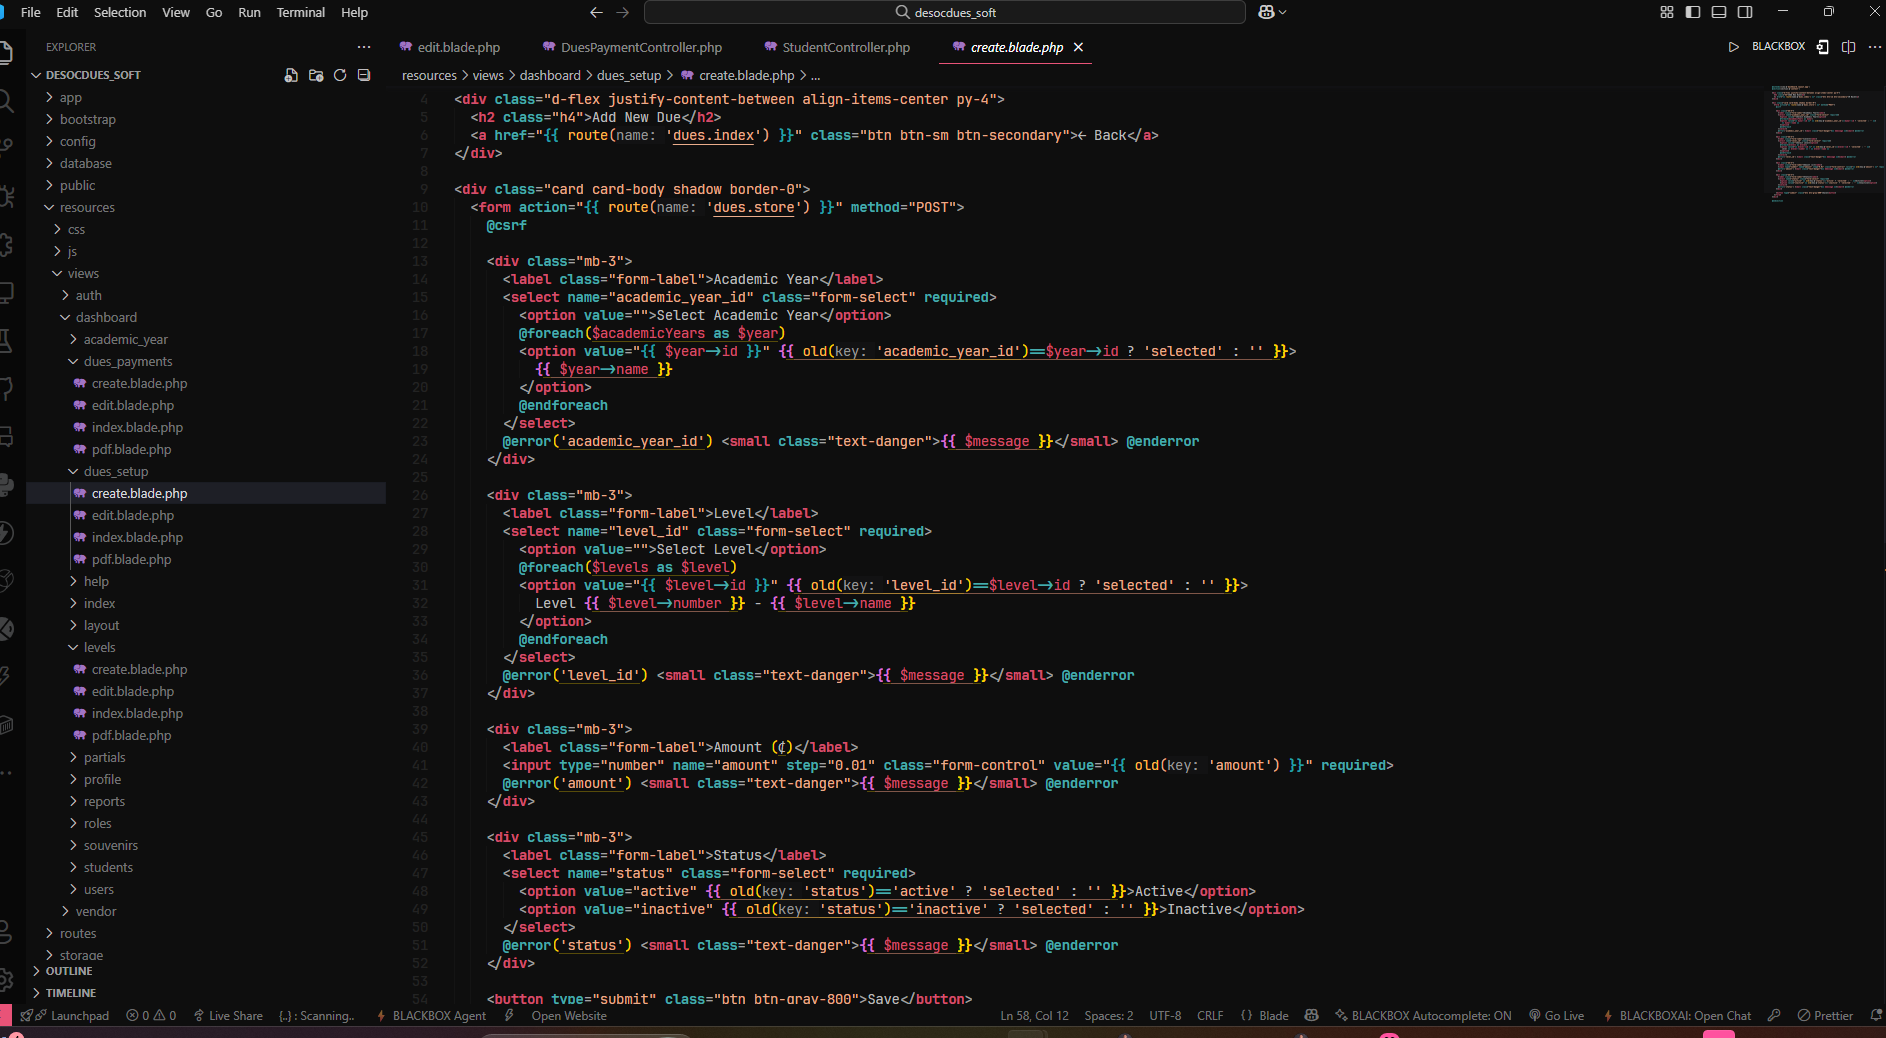 File Edit Selection View Go Run Terminal Help
desocdues_soft
EXPLORER
DESOCDUES_SOFT
app
bootstrap
config
database
public
resources
css
js
views
auth
dashboard
academic_year
dues_payments
create.blade.php
edit.blade.php
index.blade.php
pdf.blade.php
dues_setup
create.blade.php
edit.blade.php
index.blade.php
pdf.blade.php
help
index
layout
levels
create.blade.php
edit.blade.php
index.blade.php
pdf.blade.php
partials
profile
reports
roles
souvenirs
students
users
vendor
routes
storage
OUTLINE
TIMELINE
edit.blade.php DuesPaymentController.php StudentController.php create.blade.php
BLACKBOX
resources > views > dashboard > dues_setup > create.blade.php > ...
4 <div class="d-flex justify-content-between align-items-center py-4">
5 <h2 class="h4">Add New Due</h2>
6 <a href="{{ route(name: 'dues.index') }}" class="btn btn-sm btn-secondary">← Back</a>
7 </div>
8
9 <div class="card card-body shadow border-0">
10 <form action="{{ route(name: 'dues.store') }}" method="POST">
11 @csrf
12
13 <div class="mb-3">
14 <label class="form-label">Academic Year</label>
15 <select name="academic_year_id" class="form-select" required>
16 <option value="">Select Academic Year</option>
17 @foreach($academicYears as $year)
18 <option value="{{ $year->id }}" {{ old(key: 'academic_year_id')==$year->id ? 'selected' : '' }}>
19 {{ $year->name }}
20 </option>
21 @endforeach
22 </select>
23 @error('academic_year_id') <small class="text-danger">{{ $message }}</small> @enderror
24 </div>
25
26 <div class="mb-3">
27 <label class="form-label">Level</label>
28 <select name="level_id" class="form-select" required>
29 <option value="">Select Level</option>
30 @foreach($levels as $level)
31 <option value="{{ $level->id }}" {{ old(key: 'level_id')==$level->id ? 'selected' : '' }}>
32 Level {{ $level->number }} - {{ $level->name }}
33 </option>
34 @endforeach
35 </select>
36 @error('level_id') <small class="text-danger">{{ $message }}</small> @enderror
37 </div>
38
39 <div class="mb-3">
40 <label class="form-label">Amount (₵)</label>
41 <input type="number" name="amount" step="0.01" class="form-control" value="{{ old(key: 'amount') }}" required>
42 @error('amount') <small class="text-danger">{{ $message }}</small> @enderror
43 </div>
44
45 <div class="mb-3">
46 <label class="form-label">Status</label>
47 <select name="status" class="form-select" required>
48 <option value="active" {{ old(key: 'status')=='active' ? 'selected' : '' }}>Active</option>
49 <option value="inactive" {{ old(key: 'status')=='inactive' ? 'selected' : '' }}>Inactive</option>
50 </select>
51 @error('status') <small class="text-danger">{{ $message }}</small> @enderror
52 </div>
53
54 <button type="submit" class="btn btn-gray-800">Save</button>
Launchpad 0 0 Live Share {..} : Scanning.. BLACKBOX Agent Open Website Ln 58, Col 12 Spaces: 2 UTF-8 CRLF {} Blade BLACKBOX Autocomplete: ON Go Live BLACKBOXAI: Open Chat Prettier